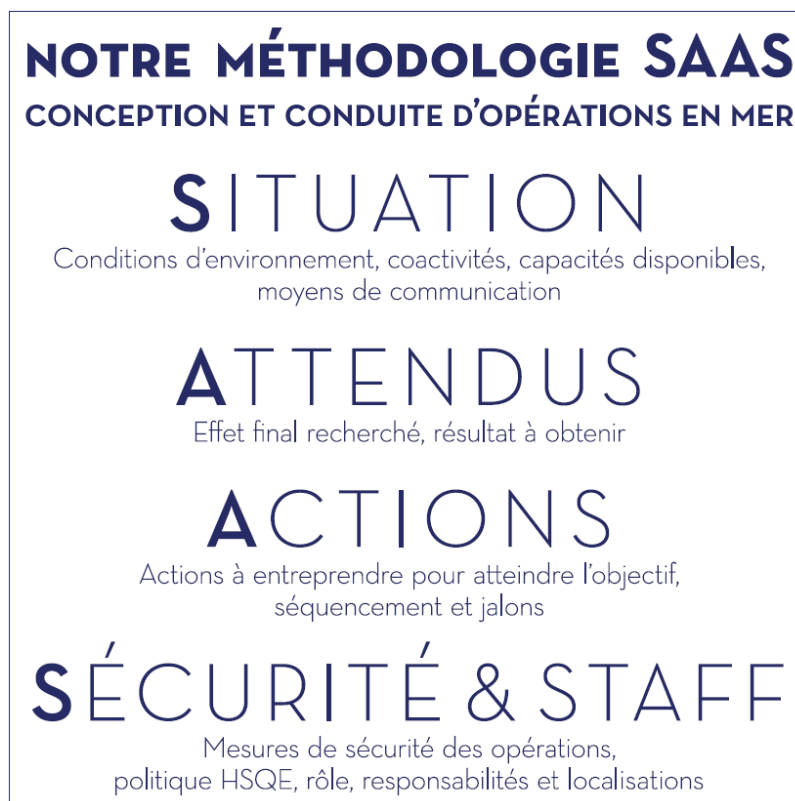 NOTRE MÉTHODOLOGIE SAAS
CONCEPTION ET CONDUITE D'OPÉRATIONS EN MER
SITUATION
Conditions d'environnement, coactivités, capacités disponibles,
moyens de communication
ATTENDUS
Effet final recherché, résultat à obtenir
ACTIONS
Actions à entreprendre pour atteindre l'objectif,
séquencement et jalons
SÉCURITÉ & STAFF
Mesures de sécurité des opérations,
politique HSQE, rôle, responsabilités et localisations